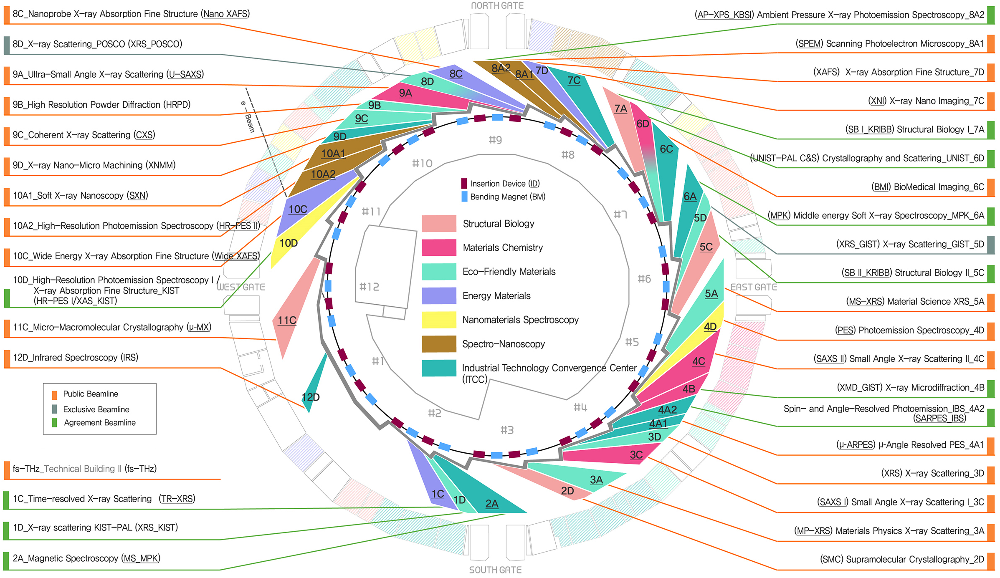 NORTH GATE
8C_Nanoprobe X-ray Absorption Fine Structure (Nano XAFS)
8D_X-ray Scattering_POSCO (XRS_POSCO)
9A_Ultra-Small Angle X-ray Scattering (U-SAXS)
9B_High Resolution Powder Diffraction (HRPD)
9C_Coherent X-ray Scattering (CXS)
9D_X-ray Nano-Micro Machining (XNMM)
10A1_Soft X-ray Nanoscopy (SXN)
10A2_High-Resolution Photoemission Spectroscopy (HR-PES II)
10C_Wide Energy X-ray Absorption Fine Structure (Wide XAFS)
10D_High-Resolution Photoemission Spectroscopy I /
X-ray Absorption Fine Structure_KIST
(HR-PES I/XAS_KIST)
11C_Micro-Macromolecular Crystallography (μ-MX)
12D_Infrared Spectroscopy (IRS)
Public Beamline
Exclusive Beamline
Agreement Beamline
fs-THz_Technical Building II (fs-THz)
1C_Time-resolved X-ray Scattering (TR-XRS)
1D_X-ray scattering KIST-PAL (XRS_KIST)
2A_Magnetic Spectroscopy (MS_MPK)
e - Beam
WEST GATE
8C
8D
9A
9B
9C
9D
10A1
10A2
10C
10D
11C
12D
1C
1D
2A
8A2
8A1
7D
7C
7A
6D
6C
6A
5D
5C
5A
4D
4C
4B
4A2
4A1
3D
3C
3A
2D
#9
#8
#10
#11
#7
#12
#6
#1
#5
#2
#4
#3
Insertion Device (ID)
Bending Magnet (BM)
Structural Biology
Materials Chemistry
Eco-Friendly Materials
Energy Materials
Nanomaterials Spectroscopy
Spectro-Nanoscopy
Industrial Technology Convergence Center
(ITCC)
EAST GATE
SOUTH GATE
(AP-XPS_KBSI) Ambient Pressure X-ray Photoemission Spectroscopy_8A2
(SPEM) Scanning Photoelectron Microscopy_8A1
(XAFS) X-ray Absorption Fine Structure_7D
(XNI) X-ray Nano Imaging_7C
(SB I_KRIBB) Structural Biology I_7A
(UNIST-PAL C&S) Crystallography and Scattering_UNIST_6D
(BMI) BioMedical Imaging_6C
(MPK) Middle energy Soft X-ray Spectroscopy_MPK_6A
(XRS_GIST) X-ray Scattering_GIST_5D
(SB II_KRIBB) Structural Biology II_5C
(MS-XRS) Material Science XRS_5A
(PES) Photoemission Spectroscopy_4D
(SAXS II) Small Angle X-ray Scattering II_4C
(XMD_GIST) X-ray Microdiffraction_4B
Spin- and Angle-Resolved Photoemission_IBS_4A2
(SARPES_IBS)
(μ-ARPES) μ-Angle Resolved PES_4A1
(XRS) X-ray Scattering_3D
(SAXS I) Small Angle X-ray Scattering I_3C
(MP-XRS) Materials Physics X-ray Scattering_3A
(SMC) Supramolecular Crystallography_2D